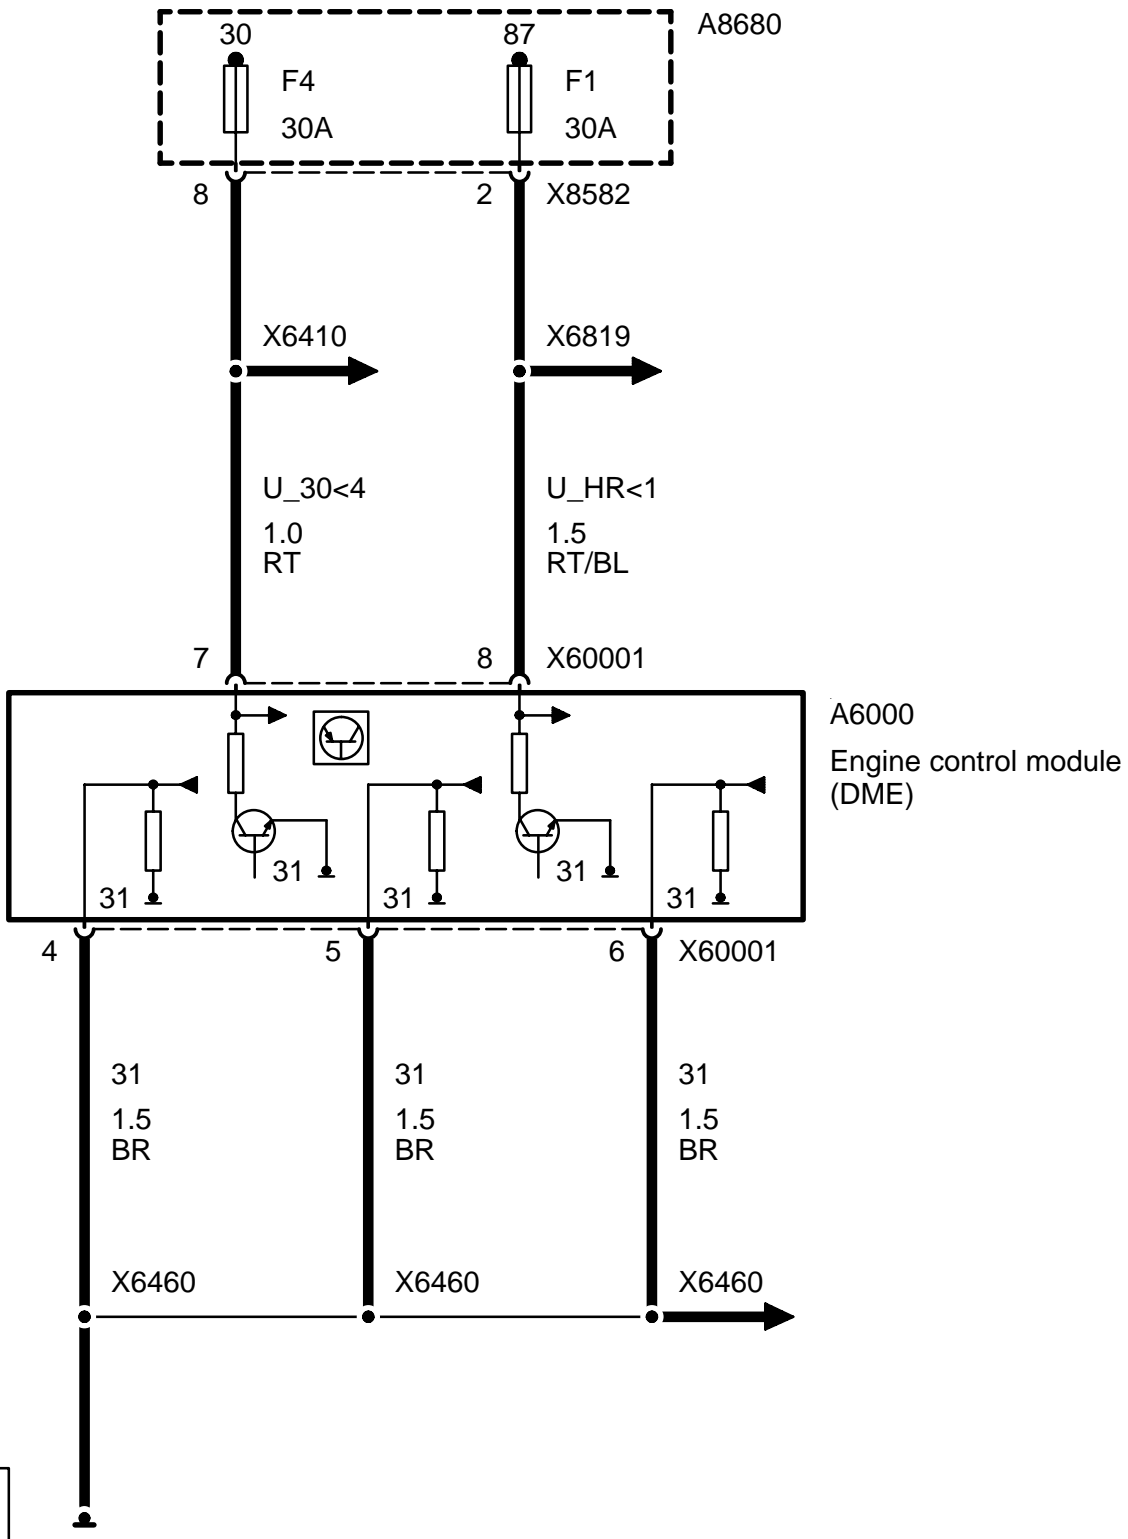 A8680
30
87
F4
F1
30A
30A
8
2
X8582
X6410
X6819
U_30<4
U_HR<1
1.0
1.5
RT
RT/BL
7
8
X60001
A6000
Engine control module
(DME)
31
31
31
31
31
4
5
6
X60001
31
31
31
1.5
1.5
1.5
BR
BR
BR
X6460
X6460
X6460